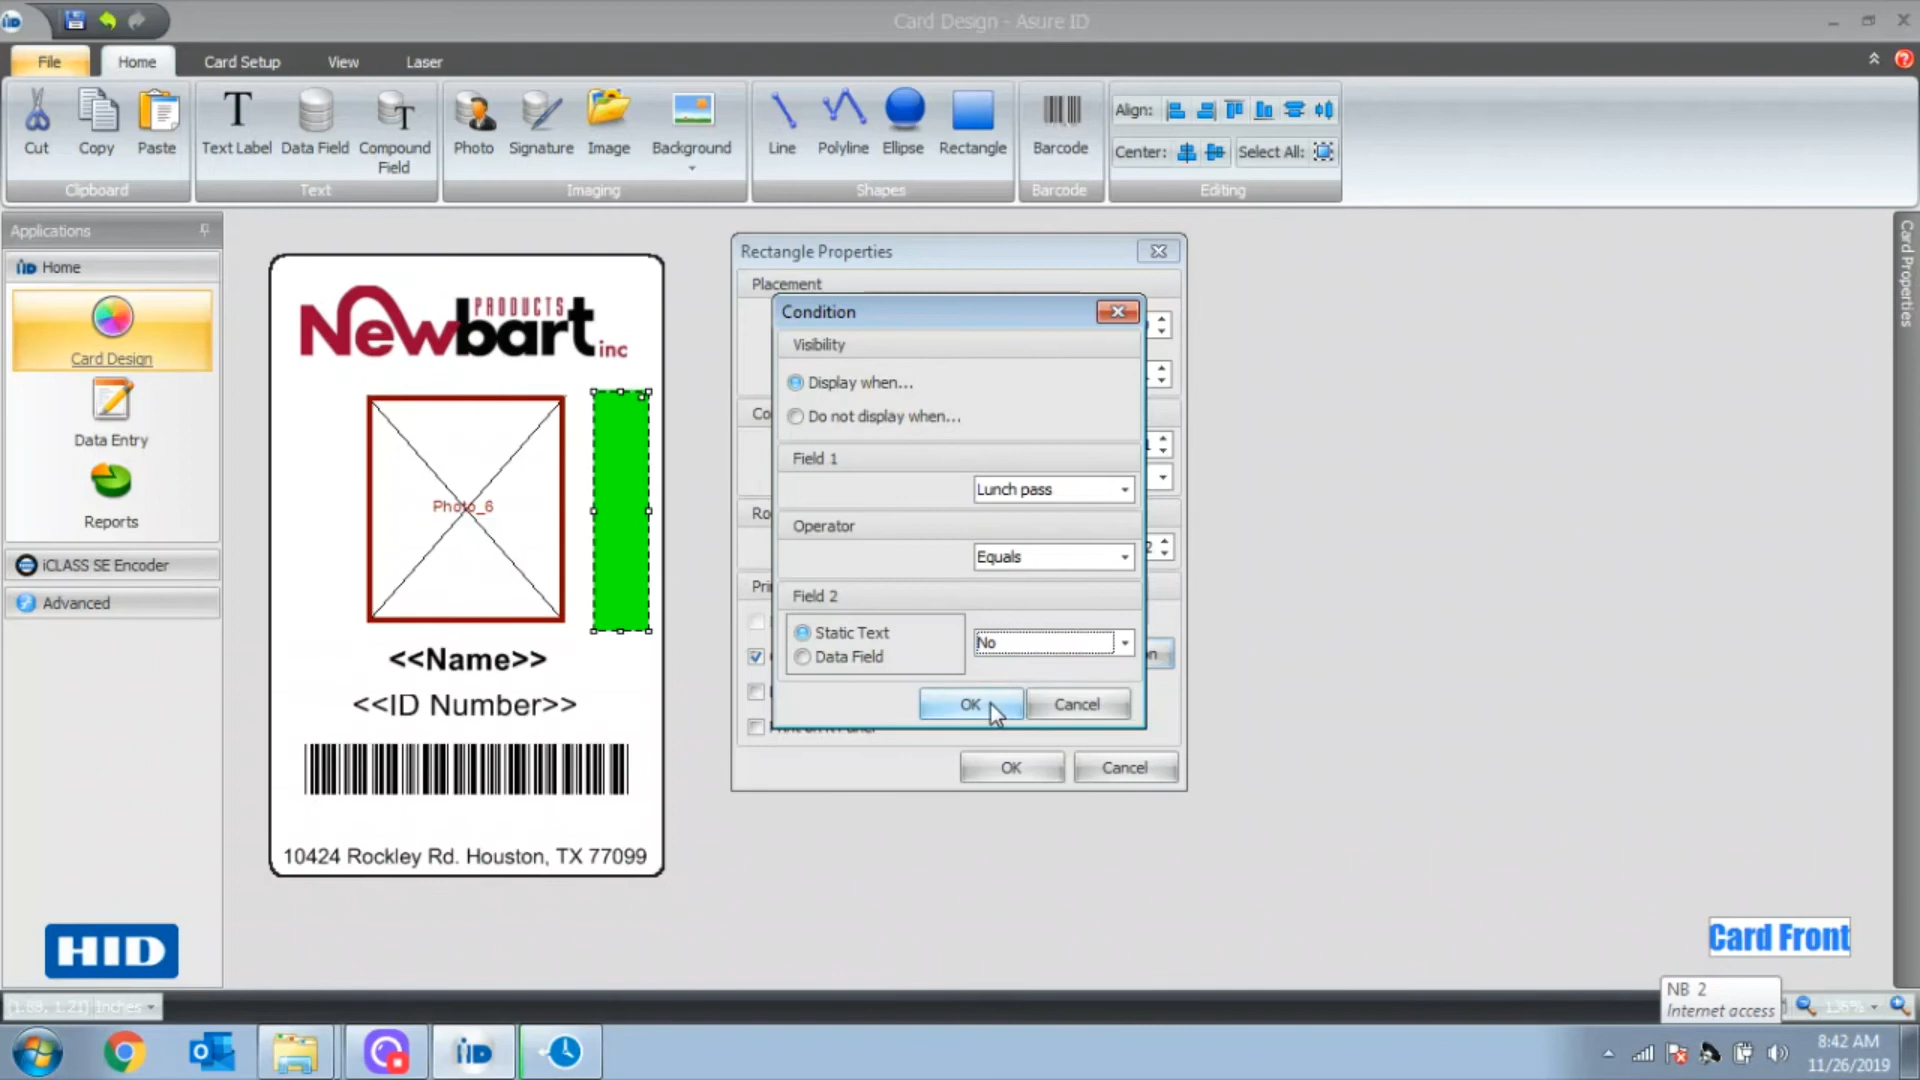 Card Design - Asure ID
File
Home
Card Setup
View
Laser
Cut
Copy
Paste
Text Label
Data Field
Compound
Field
Photo
Signature
Image
Background
Line
Polyline
Ellipse
Rectangle
Barcode
Align:
Center:
Select All:
Clipboard
Text
Imaging
Shapes
Barcode
Editing
Applications
Home
Card Design
Data Entry
Reports
iCLASS SE Encoder
Advanced
HID
PRODUCTS
Newbart inc
Photo_6
<<Name>>
<<ID Number>>
10424 Rockley Rd. Houston, TX 77099
Rectangle Properties
Placement
Condition
Visibility
Display when...
Do not display when...
Field 1
Lunch pass
Operator
Equals
Field 2
Static Text
No
Data Field
OK
Cancel
OK
Cancel
Card Properties
Card Front
NB 2
Internet access
Inches
136%
8:42 AM
11/26/2019